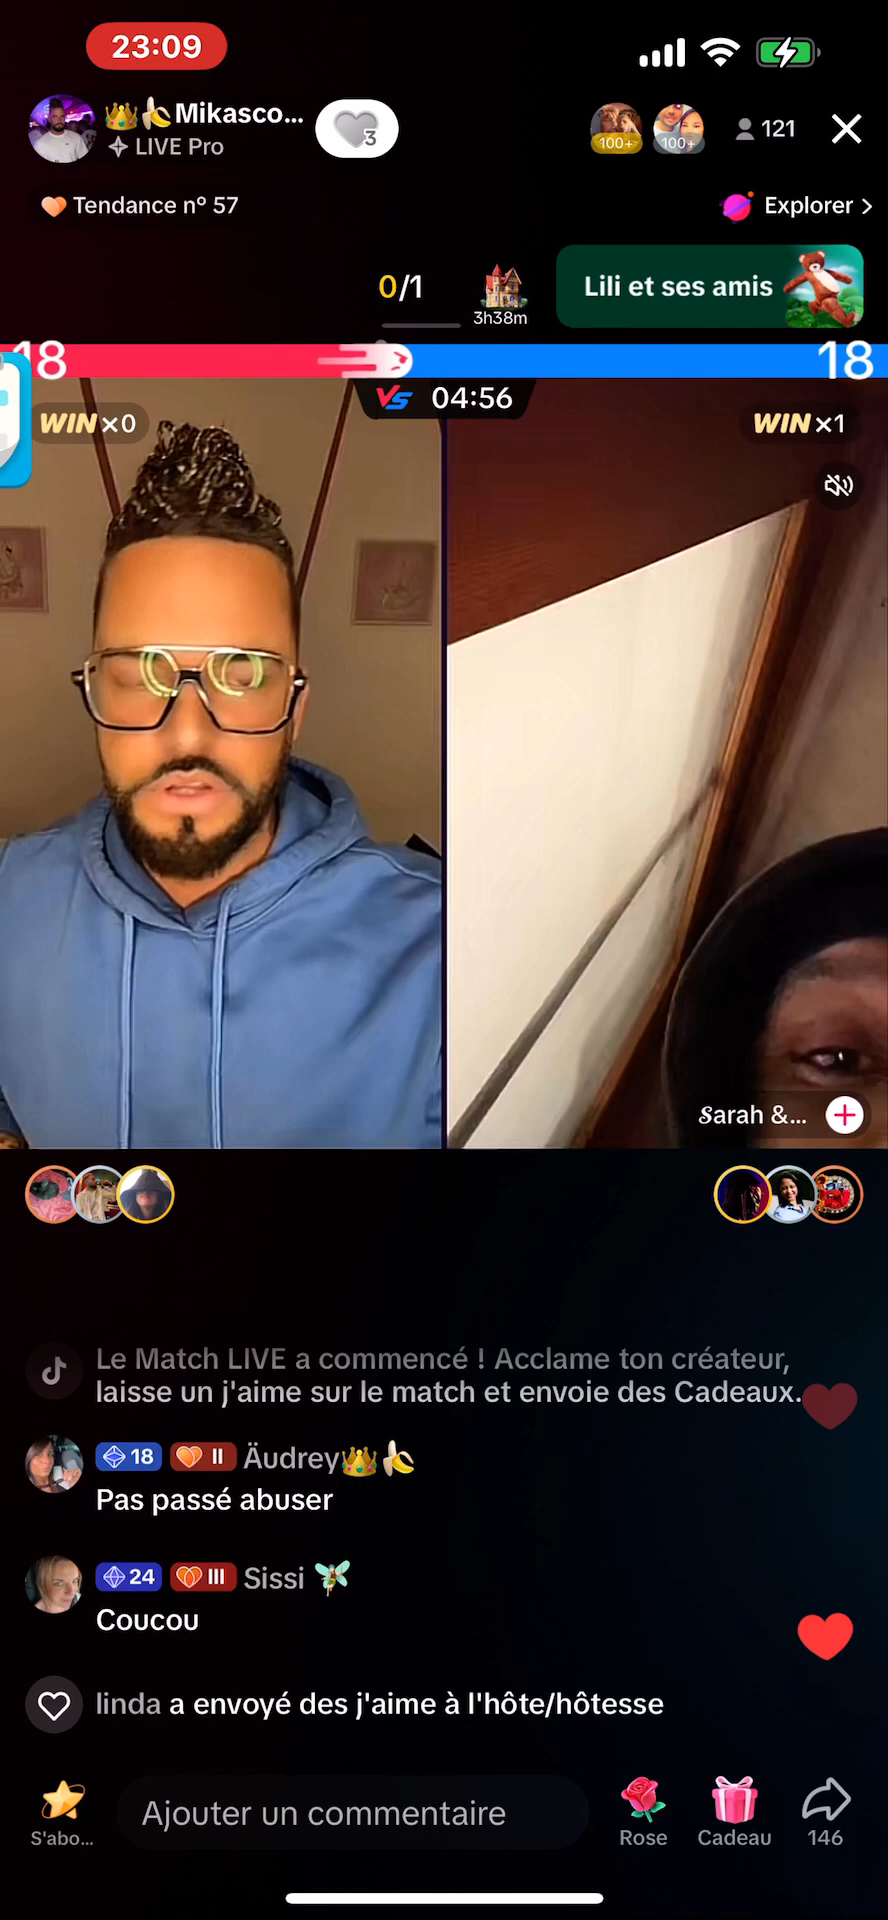 23:09
👑🍌Mikasco...
LIVE Pro
3
100+
100+
121
Tendance n° 57
Explorer >
0/1
3h38m
Lili et ses amis
18
18
VS 04:56
WIN ×0
WIN ×1
Sarah &...
Le Match LIVE a commencé ! Acclame ton créateur,
laisse un j'aime sur le match et envoie des Cadeaux.
18 II Äudrey👑🍌
Pas passé abuser
24 III Sissi 🧚
Coucou
linda a envoyé des j'aime à l'hôte/hôtesse
S'abo...
Ajouter un commentaire
Rose
Cadeau
146